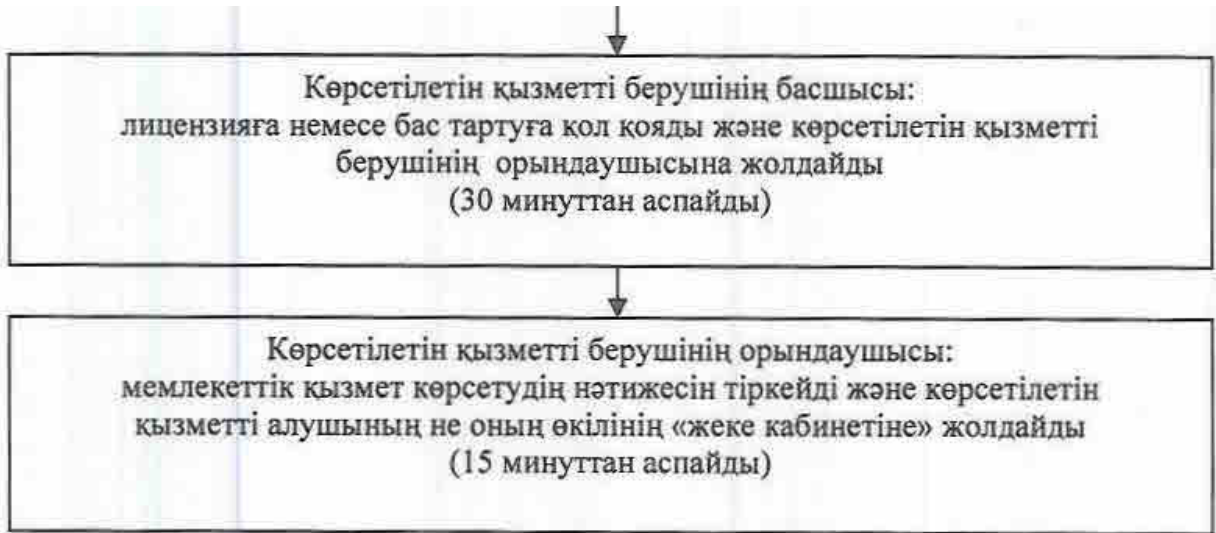 Көрсетілетін қызметті берушінің басшысы:
лицензияға немесе бас тартуға қол қояды және көрсетілетін қызметті
берушінің орындаушысына жолдайды
(30 минуттан аспайды)
Көрсетілетін қызметті берушінің орындаушысы:
мемлекеттік қызмет көрсетудің нәтижесін тіркейді және көрсетілетін
қызметті алушының не оның өкілінің «жеке кабинетіне» жолдайды
(15 минуттан аспайды)